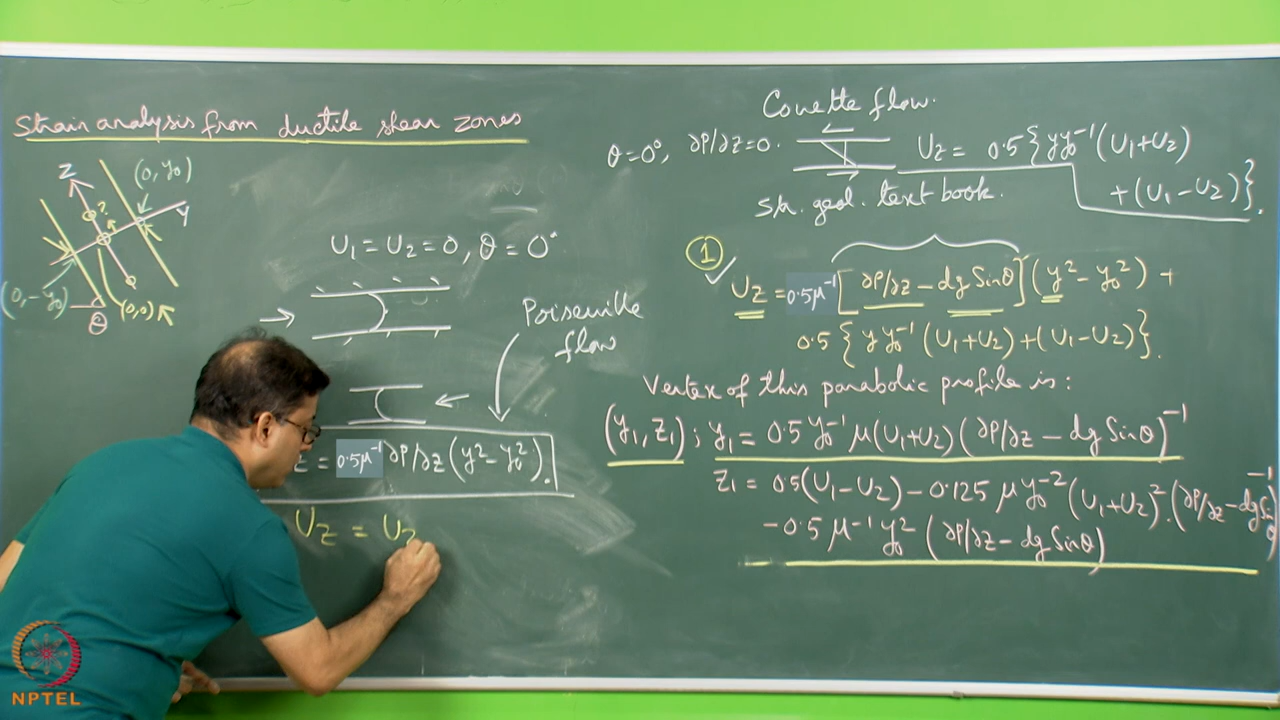 Strain analysis from ductile shear zones
Z
(0, y₀)
Y
?
(0, -y₀)
(0,0)
θ
U₁ = U₂ = 0, θ = 0°
Poiseuille
flow
z = 0.5μ⁻¹ ∂P/∂z (y² - y₀²).
U_z = U_z
Couette flow.
θ = 0°, ∂P/∂z = 0.
U_z = 0.5{yy₀⁻¹(U₁+U₂)
+(U₁-U₂)}.
Str. geol. text book.
1
U_z = 0.5μ⁻¹[∂P/∂z - dg Sinθ](y² - y₀²) +
0.5{yy₀⁻¹(U₁+U₂)+(U₁-U₂)}.
Vertex of this parabolic profile is:
(y₁, z₁); y₁ = 0.5 y₀⁻¹ μ(U₁+U₂)(∂P/∂z - dg Sinθ)⁻¹
z₁ = 0.5(U₁-U₂) - 0.125 μ y₀⁻² (U₁+U₂)². (∂P/∂z - dg Sinθ)⁻¹
-0.5 μ⁻¹ y₀² (∂P/∂z - dg Sinθ)
NPTEL